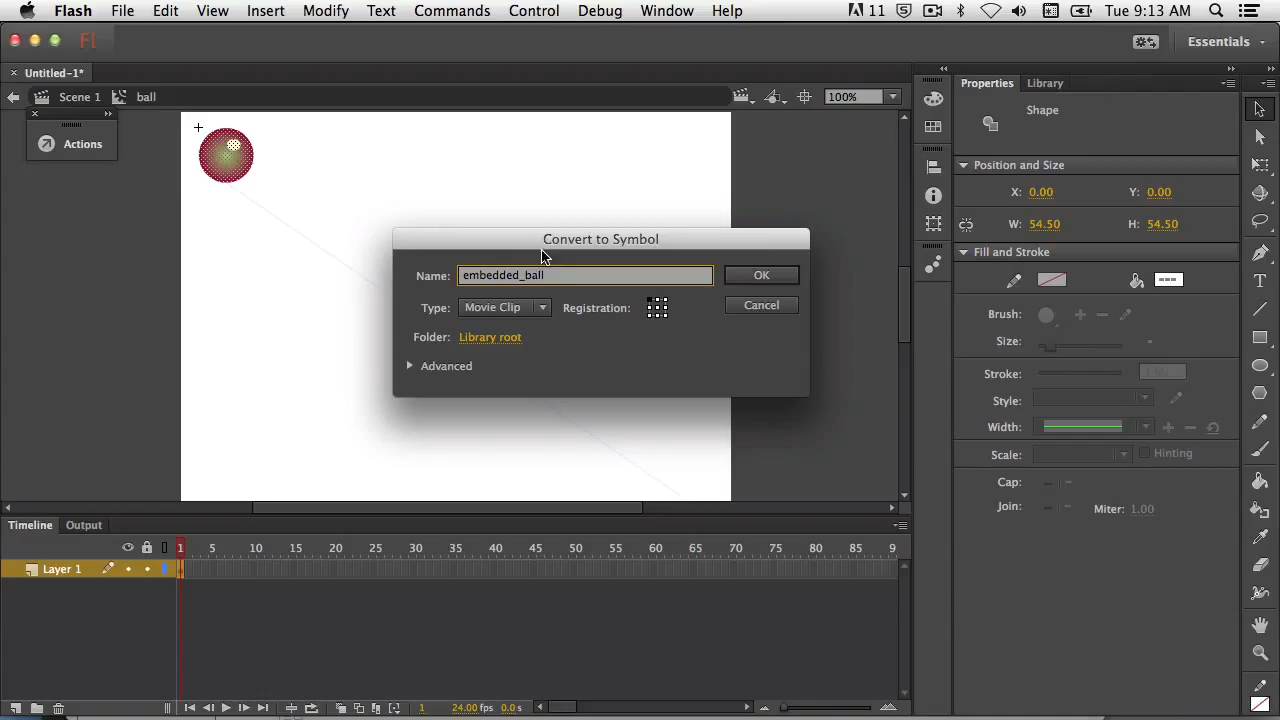 Flash File Edit View Insert Modify Text Commands Control Debug Window Help 11 Tue 9:13 AM
Fl Essentials
Untitled-1*
Scene 1 ball 100%
Actions
Properties Library
Shape
Position and Size
X: 0.00 Y: 0.00
W: 54.50 H: 54.50
Fill and Stroke
Brush:
Size:
Stroke:
Style:
Width:
Scale: Hinting
Cap:
Join: Miter: 1.00
Convert to Symbol
Name: embedded_ball OK
Type: Movie Clip Registration: Cancel
Folder: Library root
Advanced
Timeline Output
1 5 10 15 20 25 30 35 40 45 50 55 60 65 70 75 80 85 9
Layer 1
1 24.00 fps 0.0 s